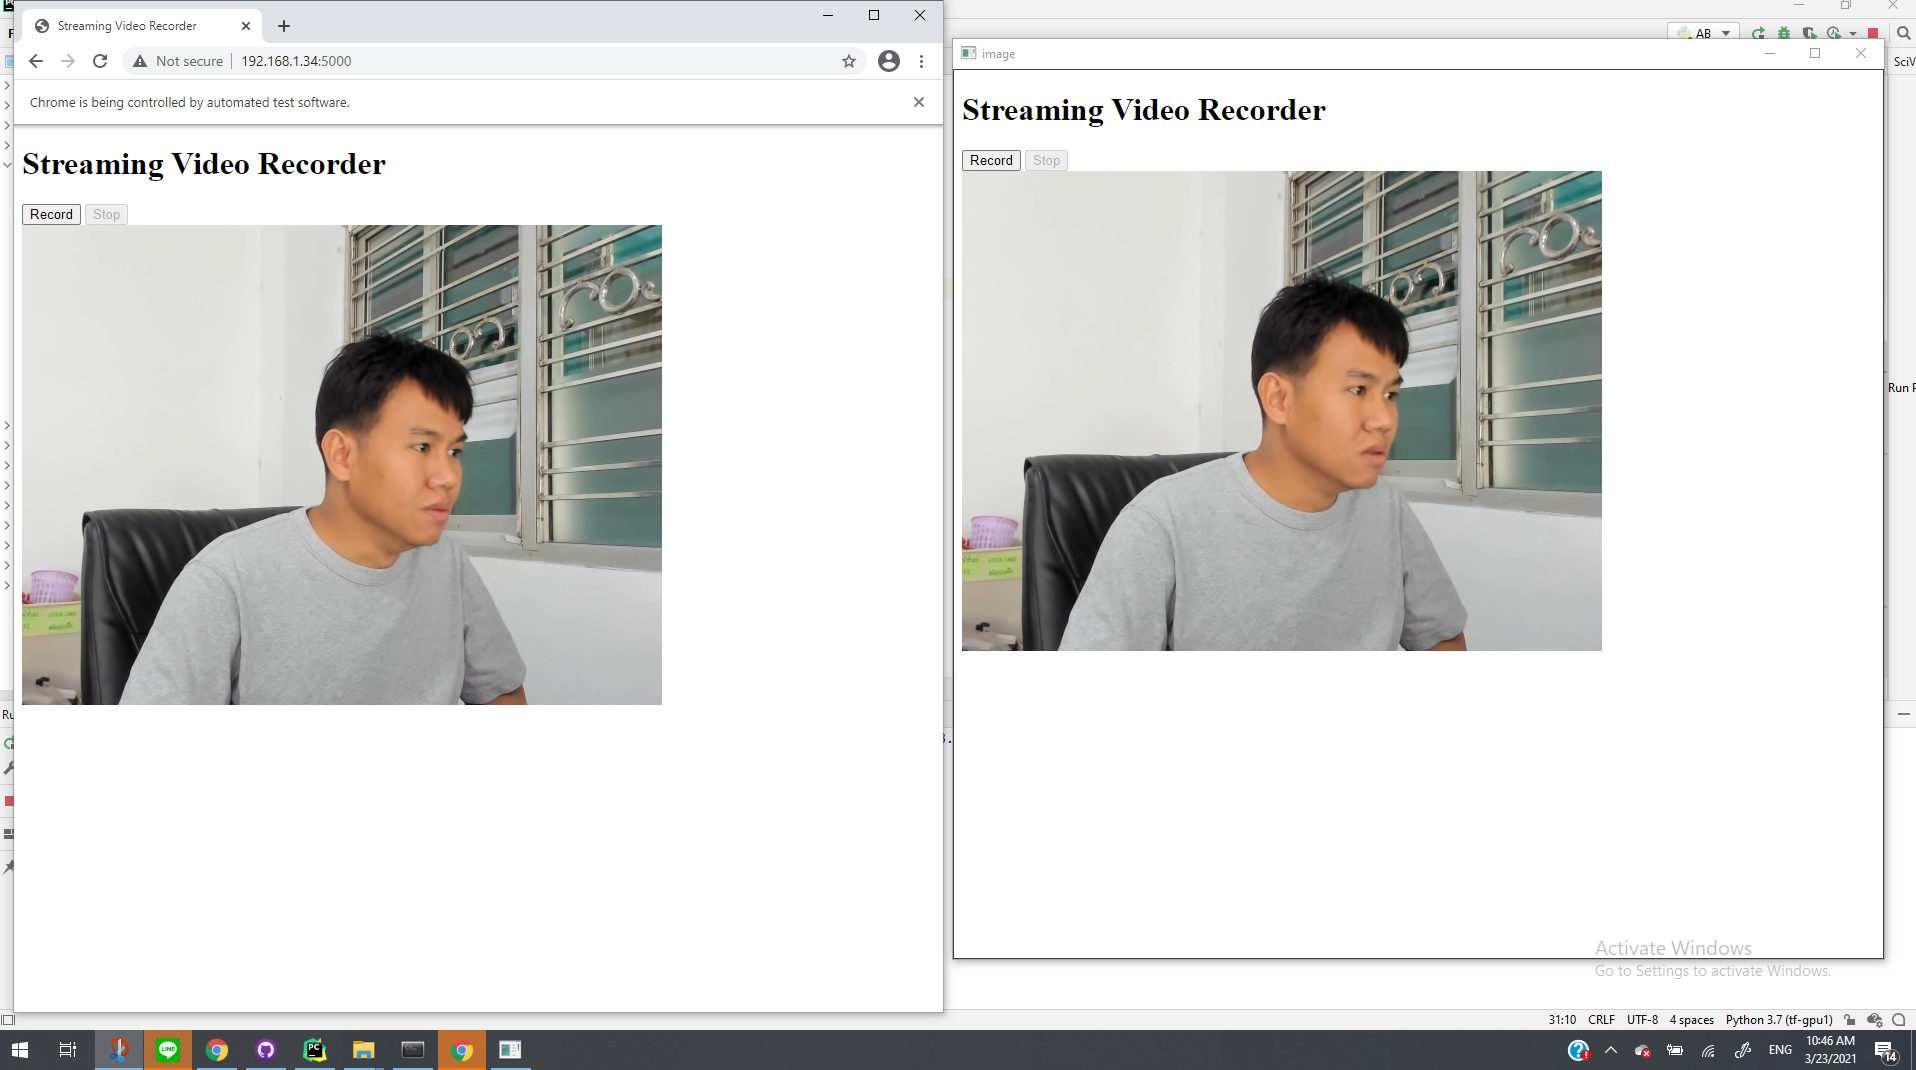 Streaming Video Recorder
Not secure
192.168.1.34:5000
Chrome is being controlled by automated test software.
Streaming Video Recorder
Record
Stop
AB
image
SciV
Streaming Video Recorder
Record
Stop
Run P
Ru
Activate Windows
Go to Settings to activate Windows.
31:10 CRLF UTF-8 4 spaces Python 3.7 (tf-gpu1)
ENG
10:46 AM
3/23/2021
14